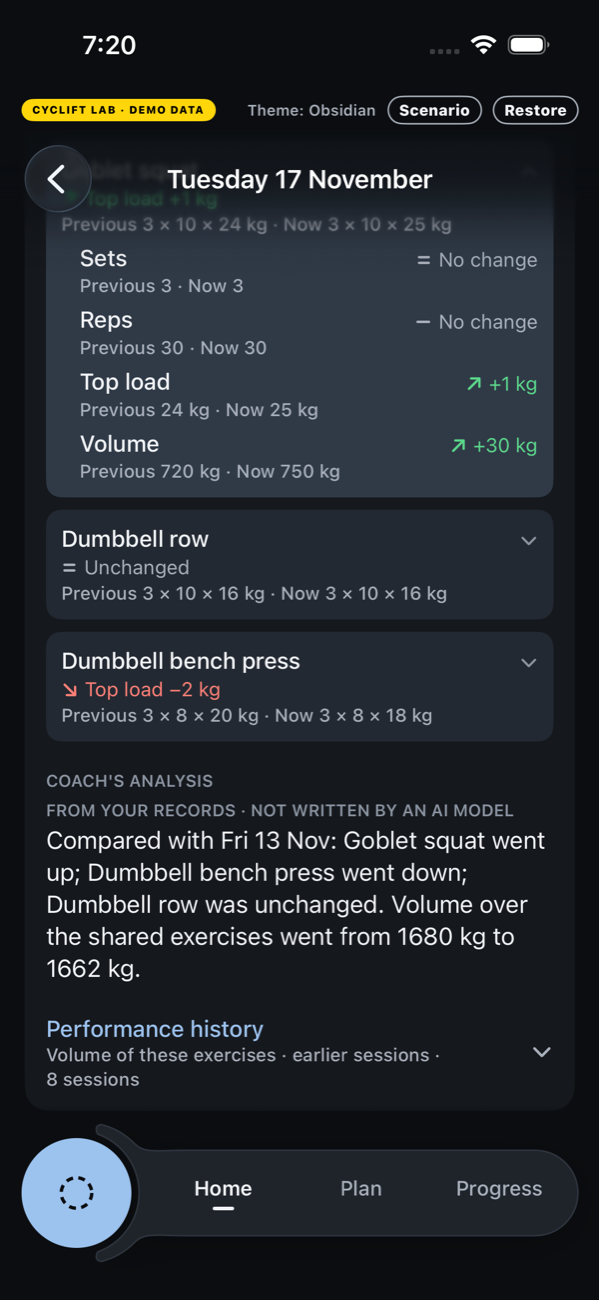 7:20
CYCLIFT LAB · DEMO DATA
Theme: Obsidian
Scenario
Restore
Goblet squat
Tuesday 17 November
Top load +1 kg
Previous 3 × 10 × 24 kg · Now 3 × 10 × 25 kg
Sets
= No change
Previous 3 · Now 3
Reps
– No change
Previous 30 · Now 30
Top load
↗ +1 kg
Previous 24 kg · Now 25 kg
Volume
↗ +30 kg
Previous 720 kg · Now 750 kg
Dumbbell row
= Unchanged
Previous 3 × 10 × 16 kg · Now 3 × 10 × 16 kg
Dumbbell bench press
↘ Top load −2 kg
Previous 3 × 8 × 20 kg · Now 3 × 8 × 18 kg
COACH'S ANALYSIS
FROM YOUR RECORDS · NOT WRITTEN BY AN AI MODEL
Compared with Fri 13 Nov: Goblet squat went
up; Dumbbell bench press went down;
Dumbbell row was unchanged. Volume over
the shared exercises went from 1680 kg to
1662 kg.
Performance history
Volume of these exercises · earlier sessions ·
8 sessions
Home
Plan
Progress